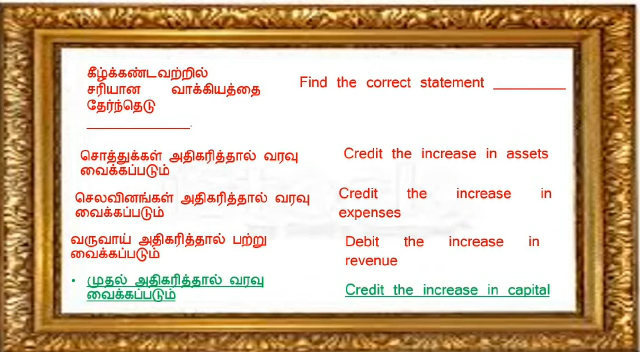 கீழ்க்கண்டவற்றில்
சரியான வாக்கியத்தை
தேர்ந்தெடு
____________.
Find the correct statement _________
சொத்துக்கள் அதிகரித்தால் வரவு
வைக்கப்படும்
Credit the increase in assets
செலவினங்கள் அதிகரித்தால் வரவு
வைக்கப்படும்
Credit the increase in
expenses
வருவாய் அதிகரித்தால் பற்று
வைக்கப்படும்
Debit the increase in
revenue
• முதல் அதிகரித்தால் வரவு
வைக்கப்படும்
Credit the increase in capital